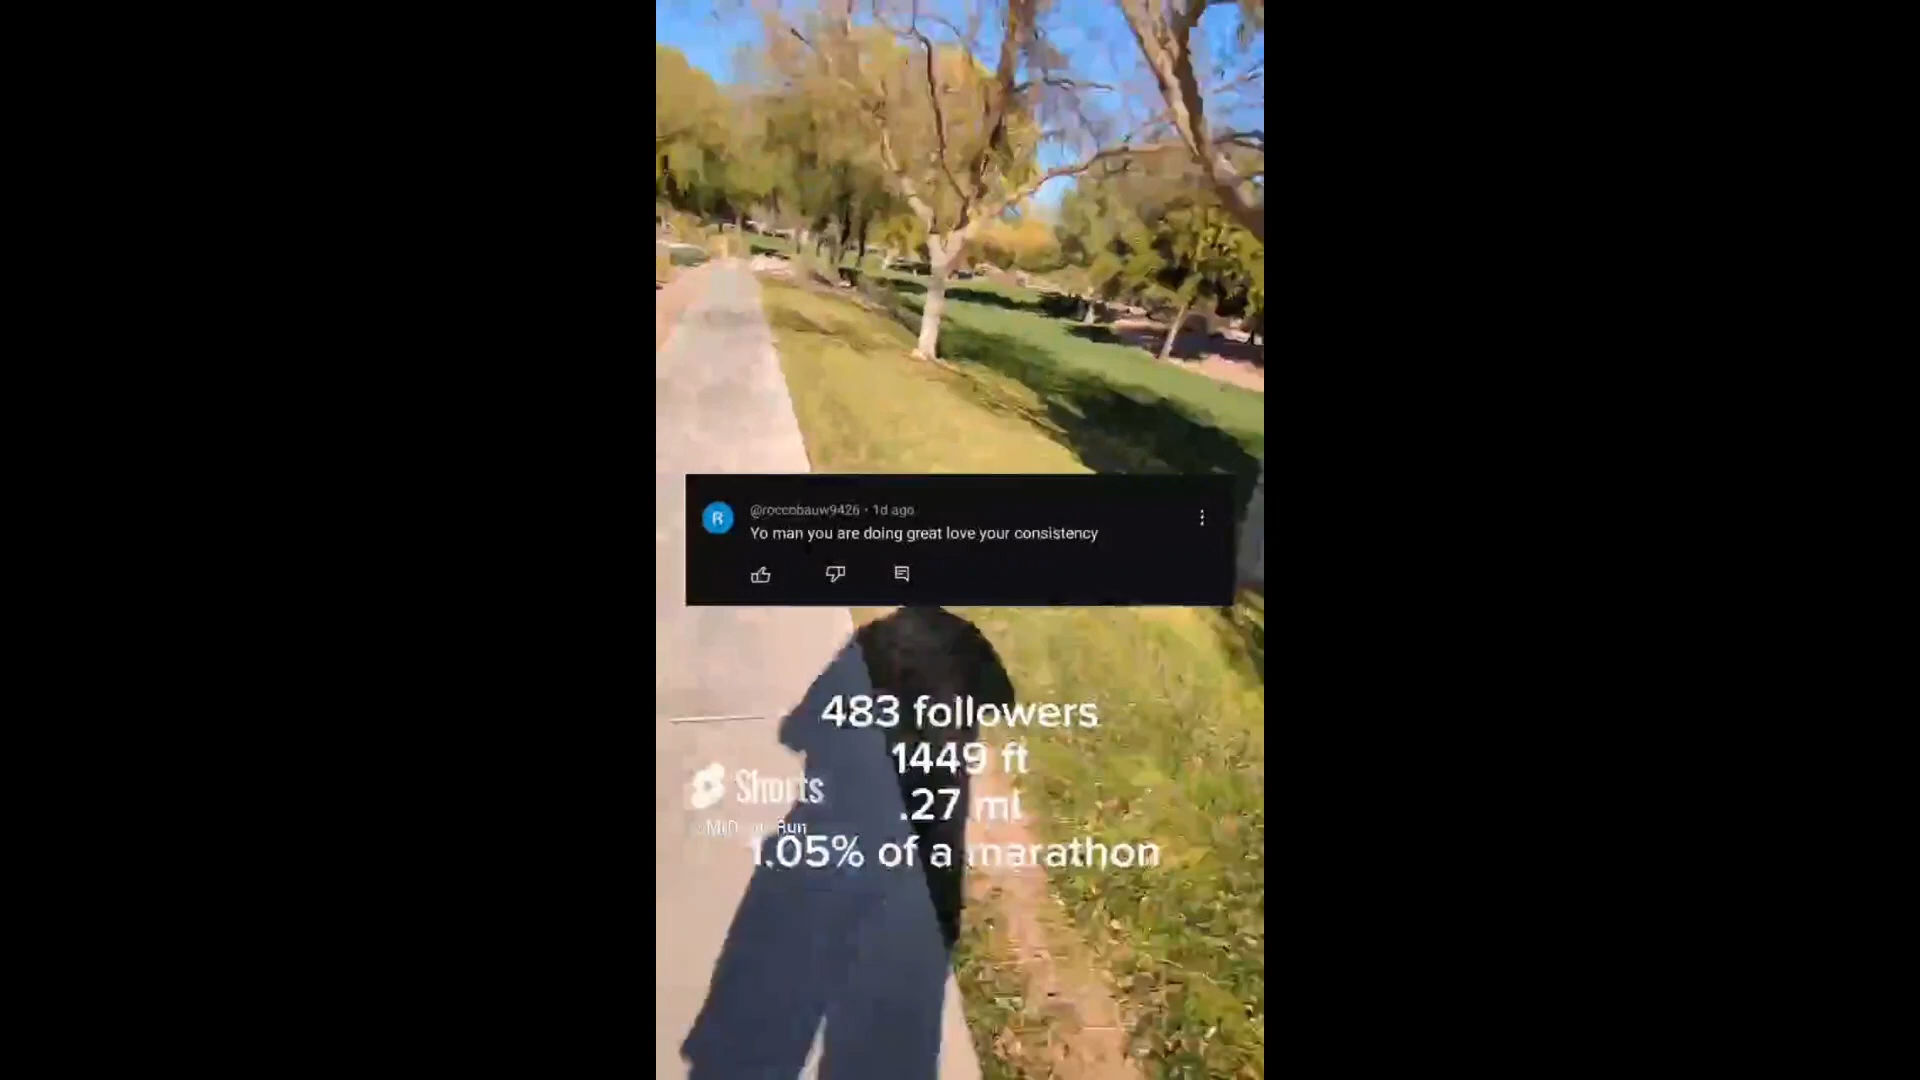 R
@roccobauw9426 · 1d ago
Yo man you are doing great love your consistency
483 followers
1449 ft
.27 mi
Shorts
1.05% of a marathon